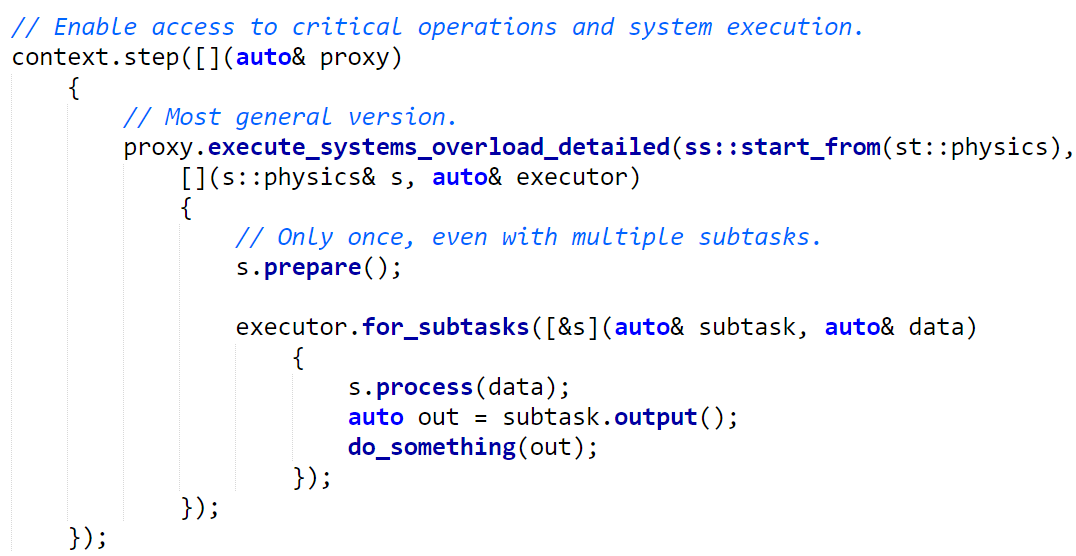 // Enable access to critical operations and system execution.
context.step([](auto& proxy)
    {
        // Most general version.
        proxy.execute_systems_overload_detailed(ss::start_from(st::physics),
            [](s::physics& s, auto& executor)
            {
                // Only once, even with multiple subtasks.
                s.prepare();

                executor.for_subtasks([&s](auto& subtask, auto& data)
                    {
                        s.process(data);
                        auto out = subtask.output();
                        do_something(out);
                    });
            });
    });